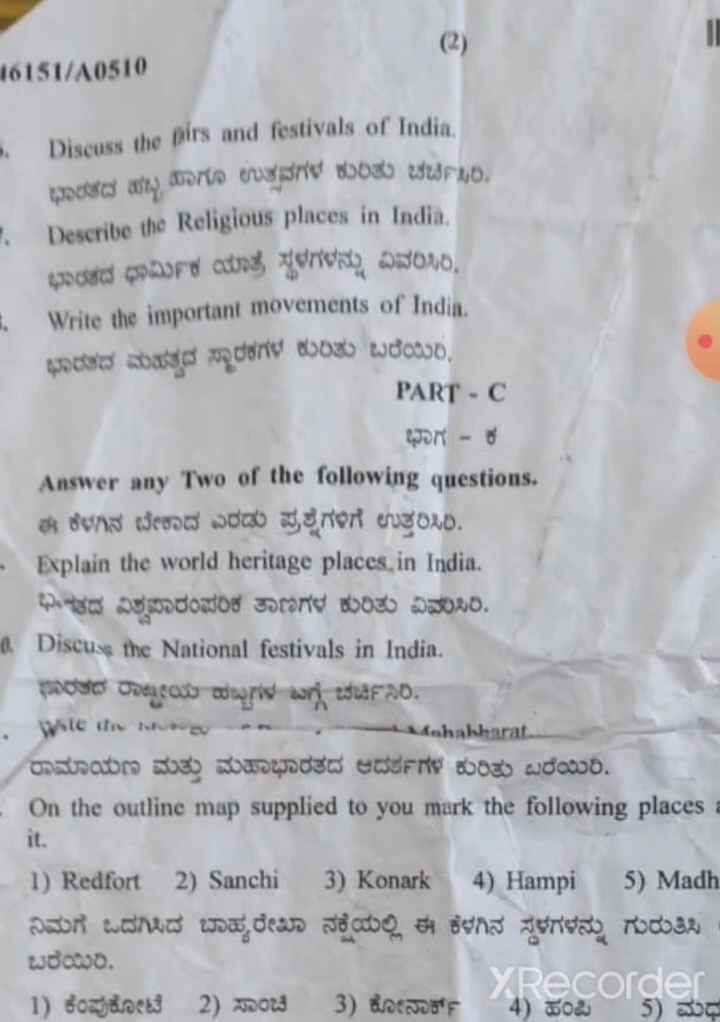 (2)
46151/A0510
Discuss the fairs and festivals of India.
ಭಾರತದ ಹಬ್ಬ ಹಾಗೂ ಉತ್ಸವಗಳ ಕುರಿತು ಚರ್ಚಿಸಿರಿ.
Describe the Religious places in India.
ಭಾರತದ ಧಾರ್ಮಿಕ ಯಾತ್ರೆ ಸ್ಥಳಗಳನ್ನು ವಿವರಿಸಿರಿ.
Write the important movements of India.
ಭಾರತದ ಮಹತ್ವದ ಸ್ಮಾರಕಗಳ ಕುರಿತು ಬರೆಯಿರಿ.
PART - C
ಭಾಗ - ಕ
Answer any Two of the following questions.
ಈ ಕೆಳಗಿನ ಬೇಕಾದ ಎರಡು ಪ್ರಶ್ನೆಗಳಿಗೆ ಉತ್ತರಿಸಿರಿ.
Explain the world heritage places in India.
ಭಾರತದ ವಿಶ್ವಪಾರಂಪರಿಕ ತಾಣಗಳ ಕುರಿತು ವಿವರಿಸಿರಿ.
Discuss the National festivals in India.
ಭಾರತದ ರಾಷ್ಟ್ರೀಯ ಹಬ್ಬಗಳ ಬಗ್ಗೆ ಚರ್ಚಿಸಿರಿ.
Mahabharat
ರಾಮಾಯಣ ಮತ್ತು ಮಹಾಭಾರತದ ಆದರ್ಶಗಳ ಕುರಿತು ಬರೆಯಿರಿ.
On the outline map supplied to you mark the following places
it.
1) Redfort 2) Sanchi 3) Konark 4) Hampi 5) Madh
ನಿಮಗೆ ಒದಗಿಸಿದ ಬಾಹ್ಯರೇಖಾ ನಕ್ಷೆಯಲ್ಲಿ ಈ ಕೆಳಗಿನ ಸ್ಥಳಗಳನ್ನು ಗುರುತಿಸಿ
ಬರೆಯಿರಿ.
XRecorder
1) ಕೆಂಪುಕೋಟೆ 2) ಸಾಂಚಿ 3) ಕೋನಾರ್ಕ್ 4) ಹಂಪಿ 5) ಮಧ